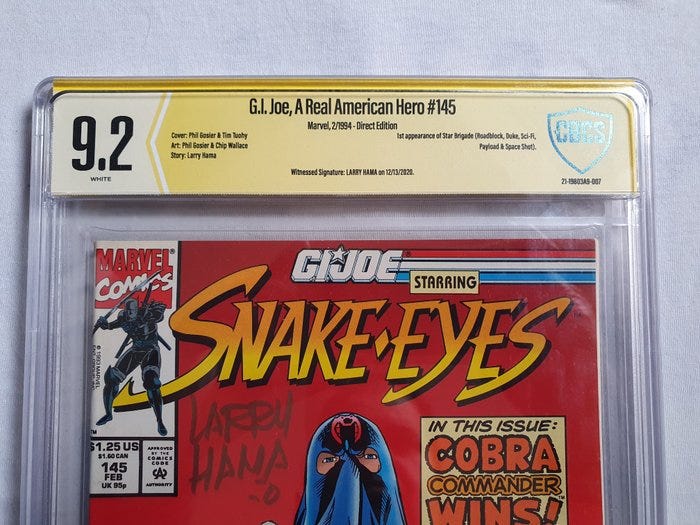 G.I. Joe, A Real American Hero #145
Marvel, 2/1994 - Direct Edition
9.2
WHITE
Cover: Phil Gosier & Tim Tuohy
Art: Phil Gosier & Chip Wallace
Story: Larry Hama
1st appearance of Star Brigade (Roadblock, Duke, Sci-Fi,
Payload & Space Shot).
Witnessed Signature: LARRY HAMA on 12/13/2020.
CBCS
21-19803A9-007
MARVEL®
COMICS
GI JOE®
STARRING
SNAKE-EYES
TM
LARRY
HAMA
$1.25 US
$1.60 CAN
145
FEB
UK 95p
APPROVED
BY THE
COMICS
CODE
AUTHORITY
IN THIS ISSUE:
COBRA
COMMANDER™
WINS!